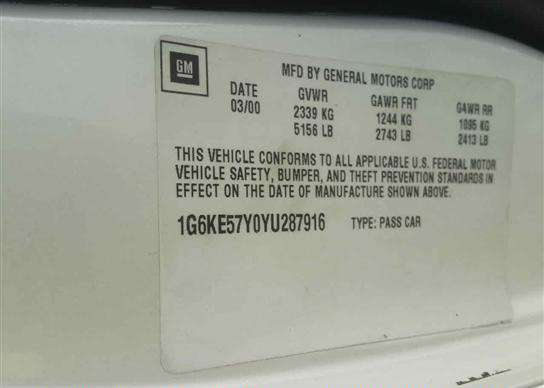 GM
MFD BY GENERAL MOTORS CORP
DATE GVWR GAWR FRT GAWR RR
03/00 2339 KG 1244 KG 1095 KG
5156 LB 2743 LB 2413 LB
THIS VEHICLE CONFORMS TO ALL APPLICABLE U.S. FEDERAL MOTOR
VEHICLE SAFETY, BUMPER, AND THEFT PREVENTION STANDARDS IN
EFFECT ON THE DATE OF MANUFACTURE SHOWN ABOVE.
1G6KE57Y0YU287916 TYPE: PASS CAR